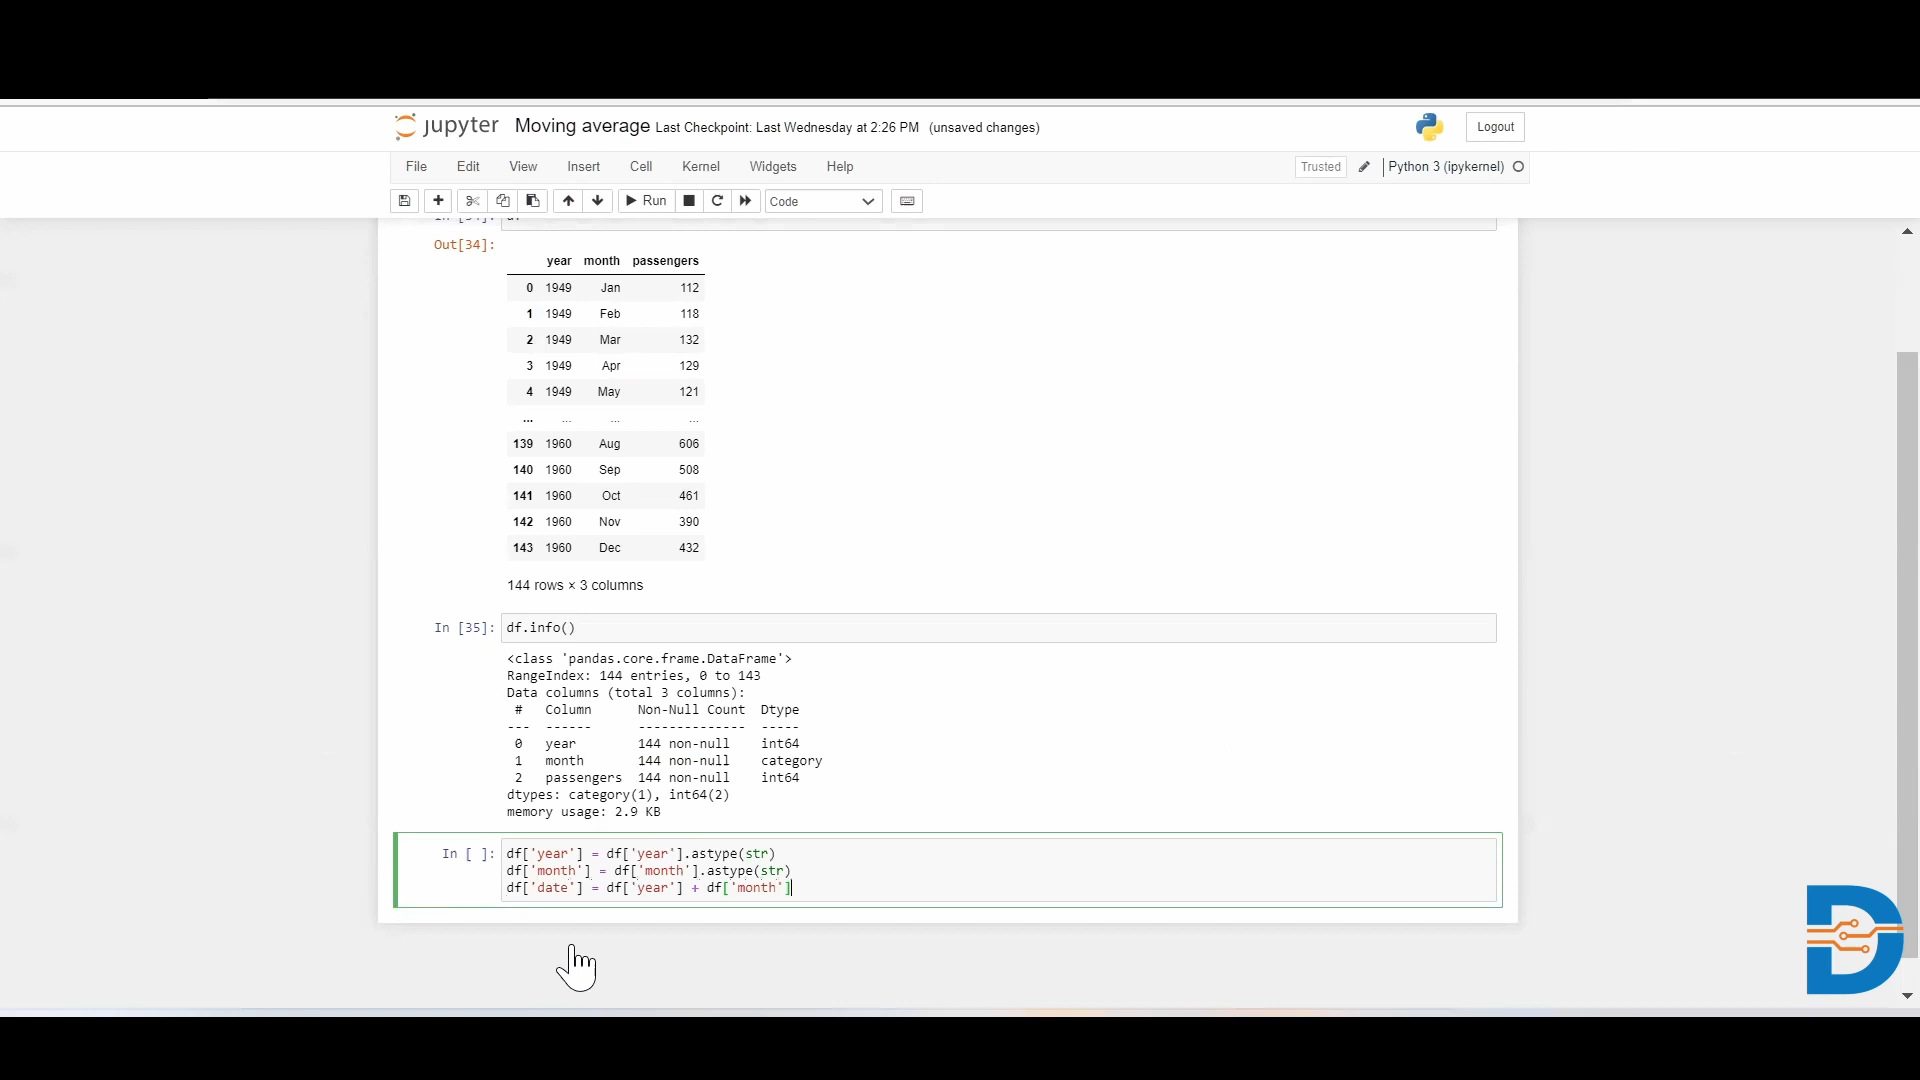 jupyter Moving average Last Checkpoint: Last Wednesday at 2:26 PM (unsaved changes) Logout
File Edit View Insert Cell Kernel Widgets Help Trusted Python 3 (ipykernel)
Run Code
Out[34]:
year month passengers
0 1949 Jan 112
1 1949 Feb 118
2 1949 Mar 132
3 1949 Apr 129
4 1949 May 121
... ... ... ...
139 1960 Aug 606
140 1960 Sep 508
141 1960 Oct 461
142 1960 Nov 390
143 1960 Dec 432
144 rows × 3 columns
In [35]: df.info()
<class 'pandas.core.frame.DataFrame'>
RangeIndex: 144 entries, 0 to 143
Data columns (total 3 columns):
# Column Non-Null Count Dtype
--- ------ -------------- -----
0 year 144 non-null int64
1 month 144 non-null category
2 passengers 144 non-null int64
dtypes: category(1), int64(2)
memory usage: 2.9 KB
In [ ]: df['year'] = df['year'].astype(str)
df['month'] = df['month'].astype(str)
df['date'] = df['year'] + df['month']